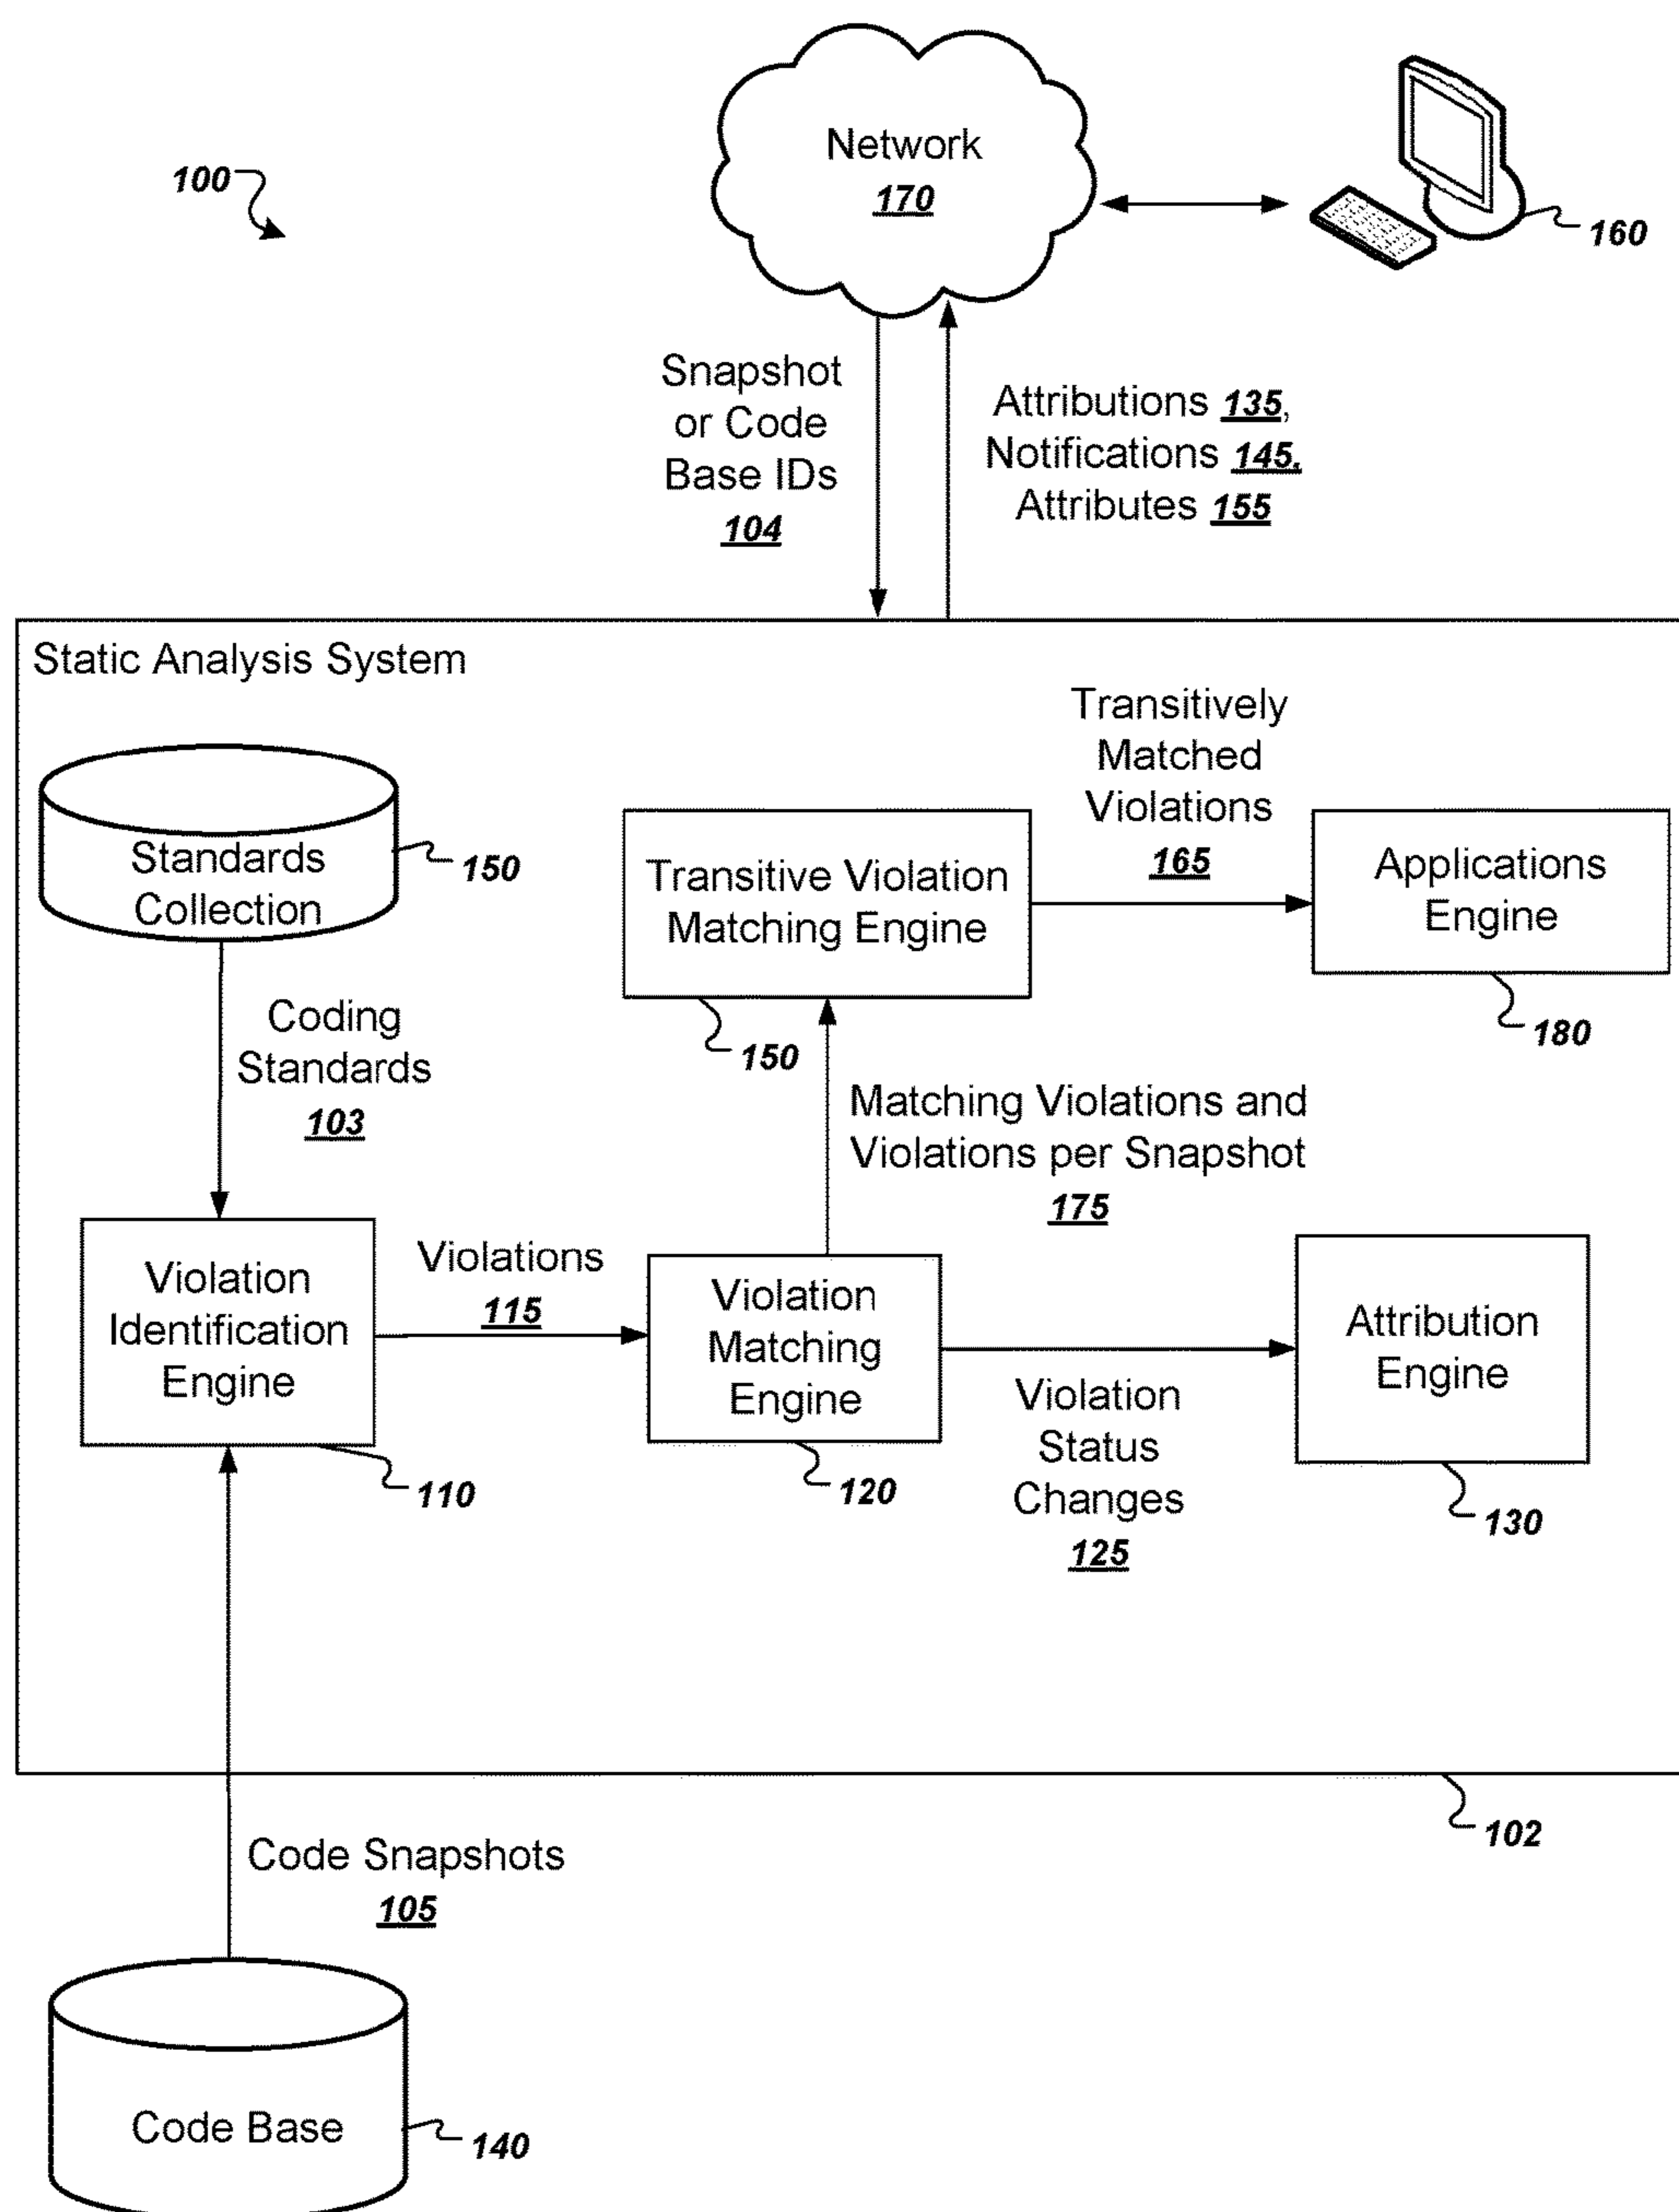 100
Network
170
160
Snapshot
or Code
Base IDs
104
Attributions 135,
Notifications 145,
Attributes 155
Static Analysis System
Standards
Collection
150
Coding
Standards
103
Transitive Violation
Matching Engine
150
Transitively
Matched
Violations
165
Applications
Engine
180
Matching Violations and
Violations per Snapshot
175
Violation
Identification
Engine
110
Violations
115
Violation
Matching
Engine
120
Violation
Status
Changes
125
Attribution
Engine
130
102
Code Snapshots
105
Code Base
140